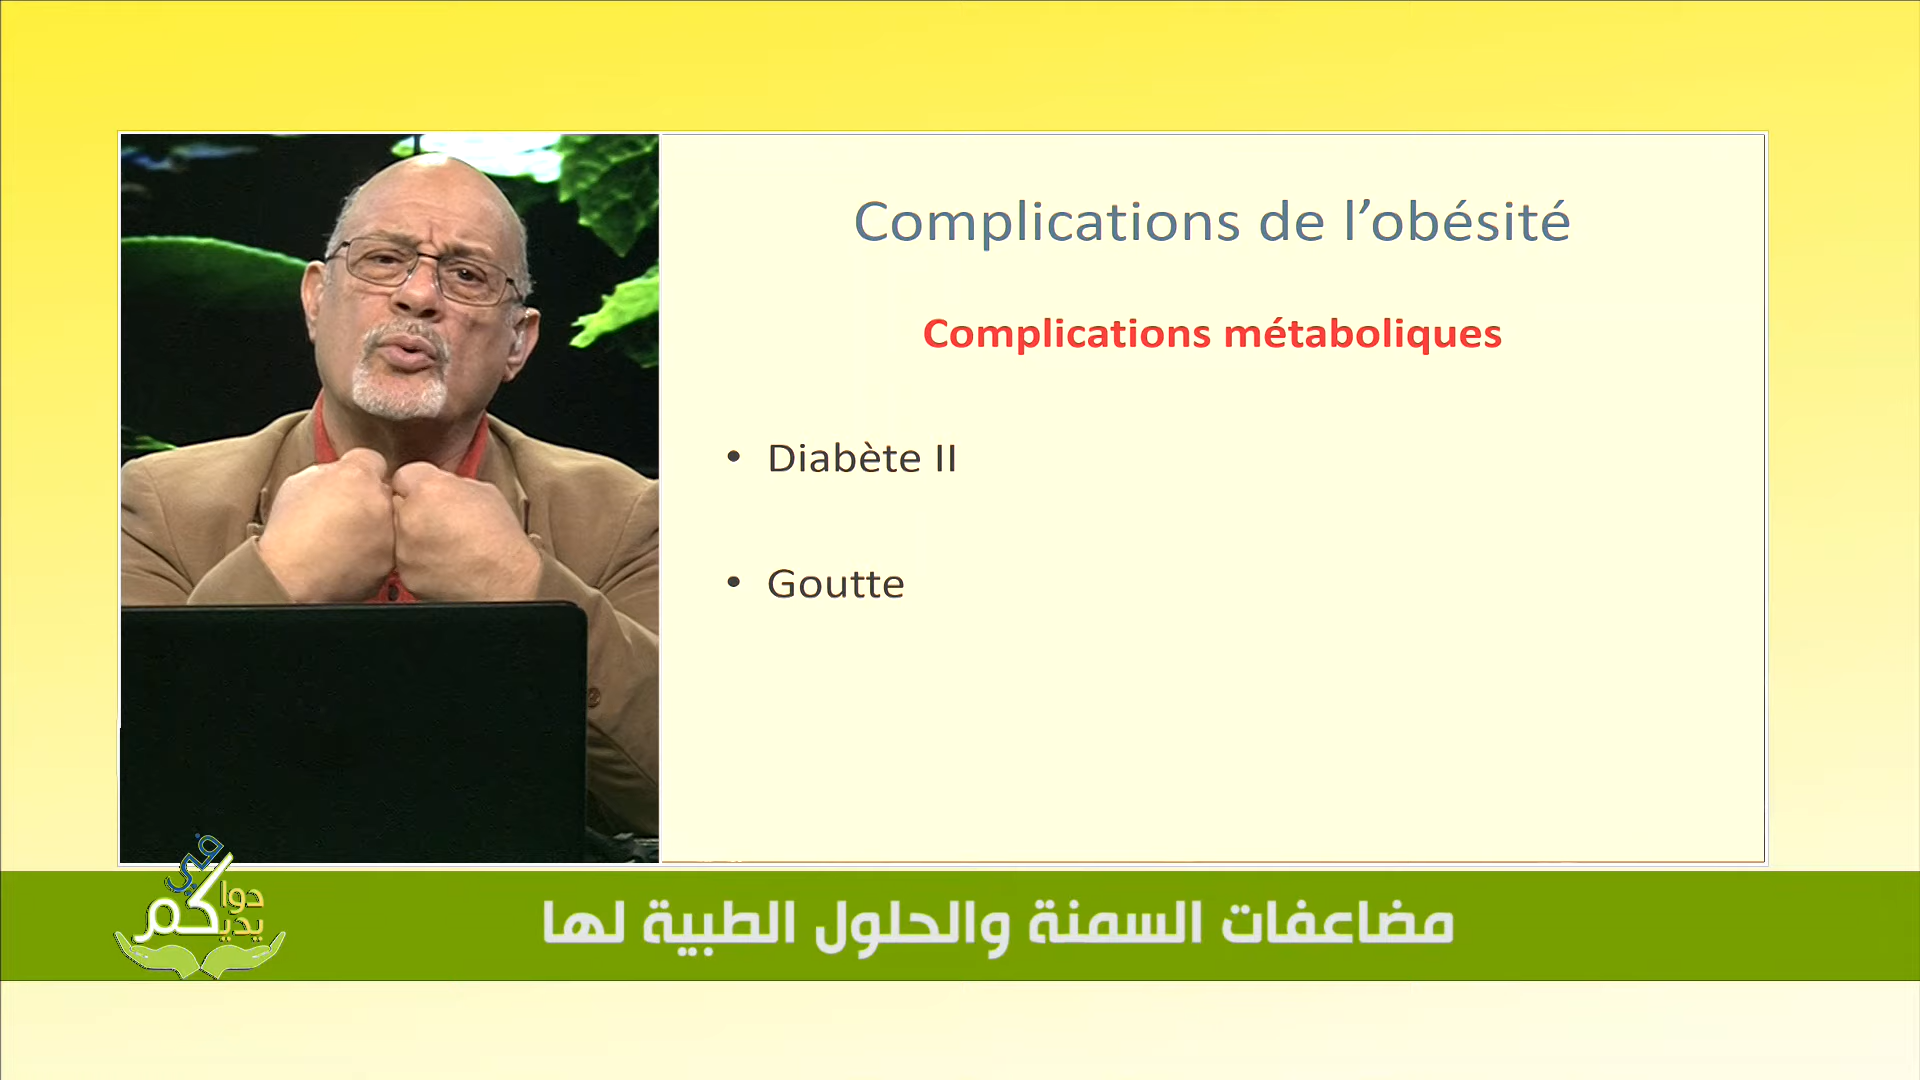 Complications de l’obésité
Complications métaboliques
• Diabète II
• Goutte
دواكم
في
يديكم
مضاعفات السمنة والحلول الطبية لها